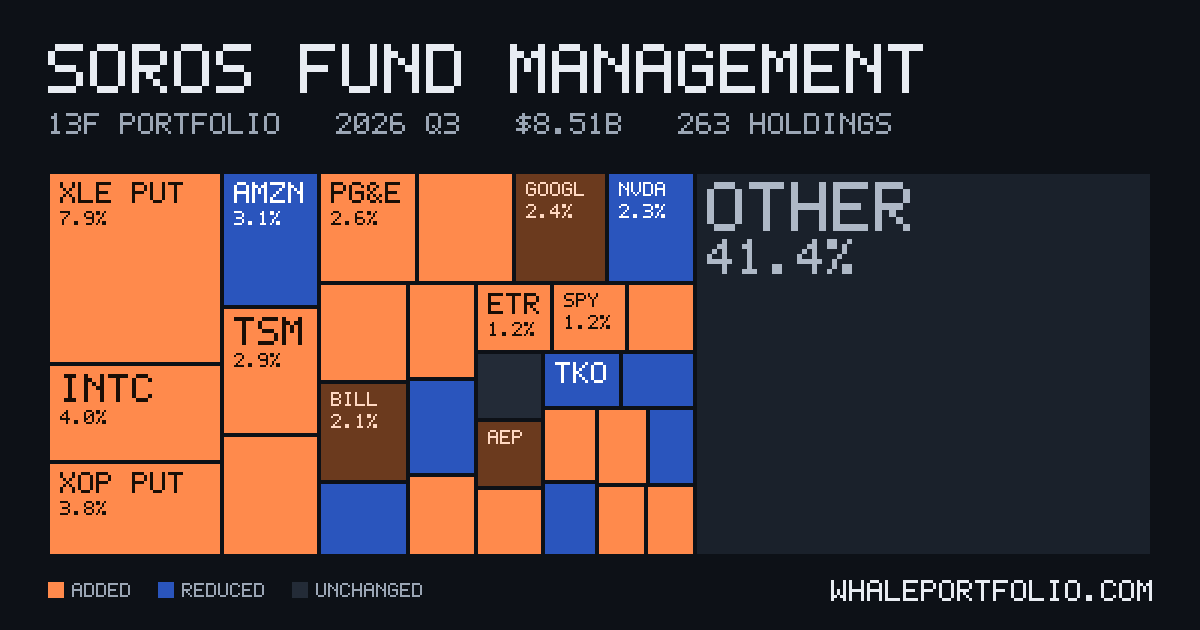 SOROS FUND MANAGEMENT
13F PORTFOLIO 2026 Q3 $8.51B 263 HOLDINGS
XLE PUT
7.9%
INTC
4.0%
XOP PUT
3.8%
AMZN
3.1%
TSM
2.9%
PG&E
2.6%
BILL
2.1%
GOOGL
2.4%
NVDA
2.3%
ETR
1.2%
SPY
1.2%
TKO
AEP
OTHER
41.4%
ADDED REDUCED UNCHANGED
WHALEPORTFOLIO.COM